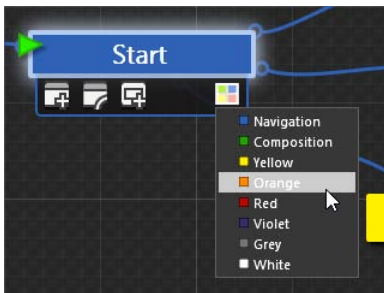 Start
Navigation
Composition
Yellow
Orange
Red
Violet
Grey
White